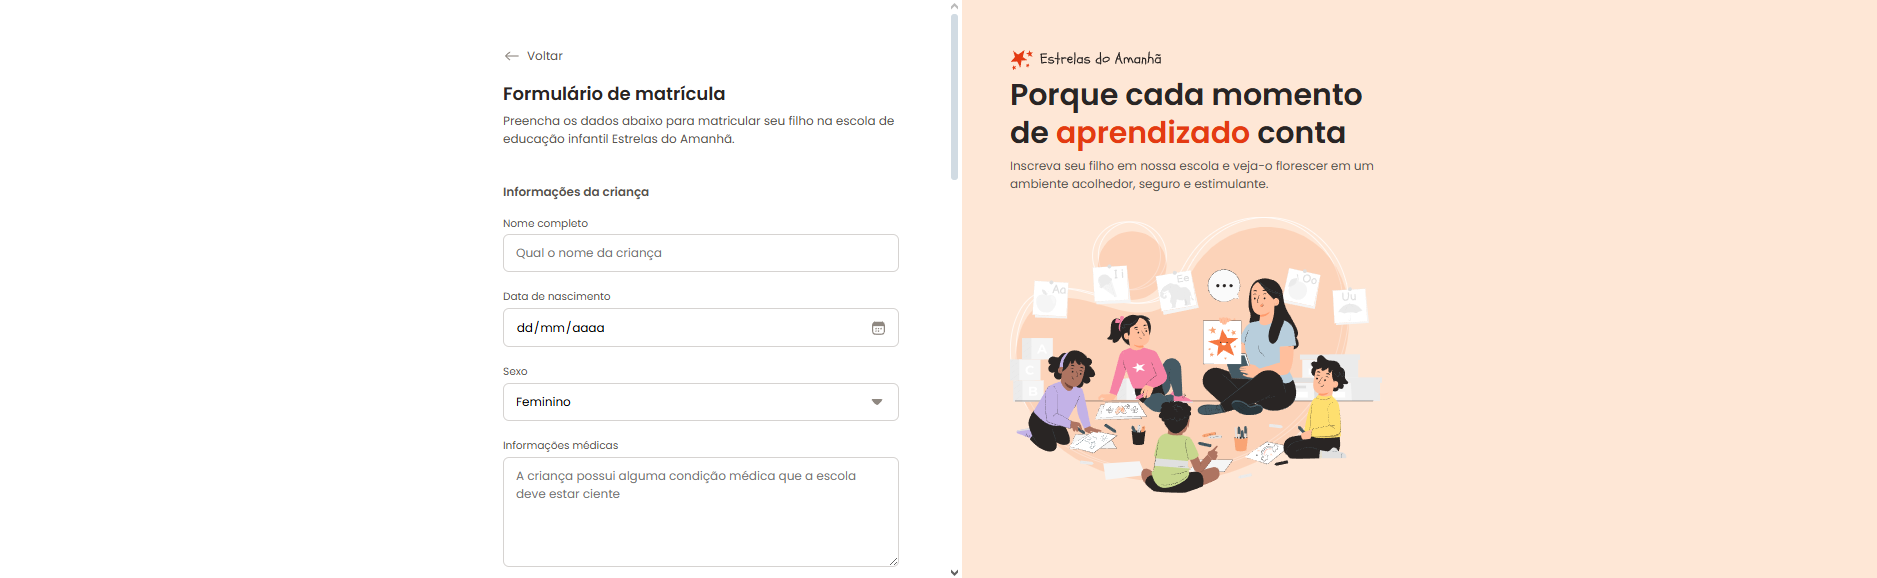 Voltar
Formulário de matrícula
Preencha os dados abaixo para matricular seu filho na escola de
educação infantil Estrelas do Amanhã.
Informações da criança
Nome completo
Qual o nome da criança
Data de nascimento
dd/mm/aaaa
Sexo
Feminino
Informações médicas
A criança possui alguma condição médica que a escola
deve estar ciente
Estrelas do Amanhã
Porque cada momento
de aprendizado conta
Inscreva seu filho em nossa escola e veja-o florescer em um
ambiente acolhedor, seguro e estimulante.
Aa
Ii
Ee
Oo
Uu
A
C
B